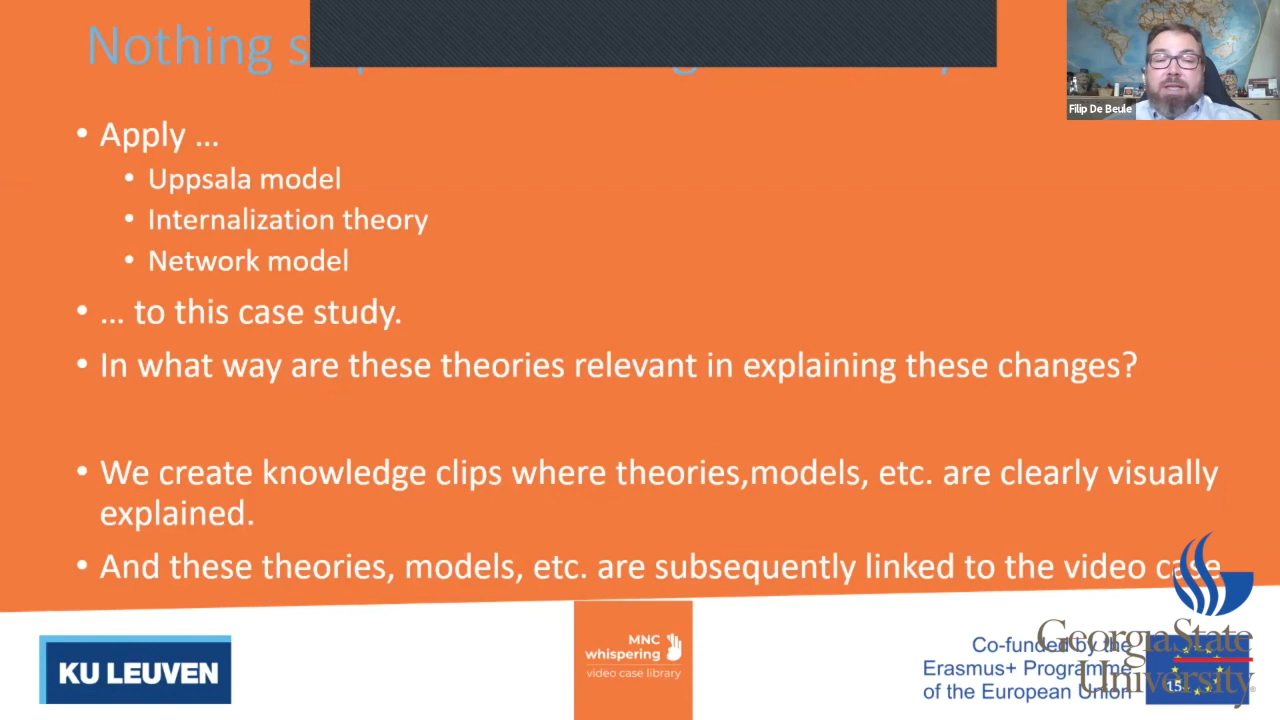 Nothing
Filip De Beule
• Apply ...
• Uppsala model
• Internalization theory
• Network model
• ... to this case study.
• In what way are these theories relevant in explaining these changes?
• We create knowledge clips where theories,models, etc. are clearly visually
explained.
• And these theories, models, etc. are subsequently linked to the video case
KU LEUVEN
MNC
whispering
video case library
Co-funded by the
Erasmus+ Programme
of the European Union
15
GeorgiaState
University